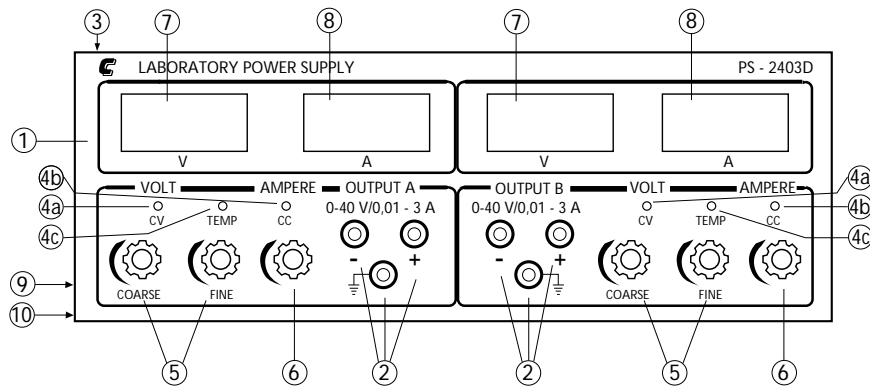 3 7 8 7 8
C LABORATORY POWER SUPPLY PS - 2403D
1
V A V A
4b 4a
VOLT AMPERE OUTPUT A OUTPUT B VOLT AMPERE
4a CV TEMP CC 0-40 V/0,01 - 3 A 0-40 V/0,01 - 3 A CV TEMP CC 4b
4c 4c
- + - +
9 COARSE FINE COARSE FINE
10
5 6 2 2 5 6